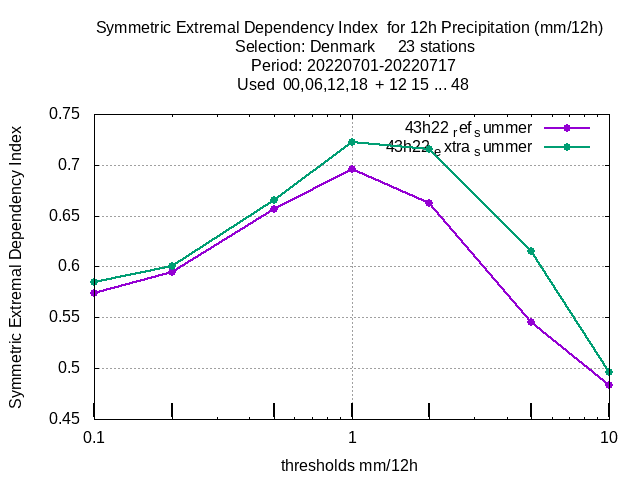 Symmetric Extremal Dependency Index for 12h Precipitation (mm/12h)
Selection: Denmark 23 stations
Period: 20220701-20220717
Used 00,06,12,18 + 12 15 ... 48
Symmetric Extremal Dependency Index
0.75
0.7
0.65
0.6
0.55
0.5
0.45
43h22refsummer
43h22extrasummer
0.1
1
10
thresholds mm/12h